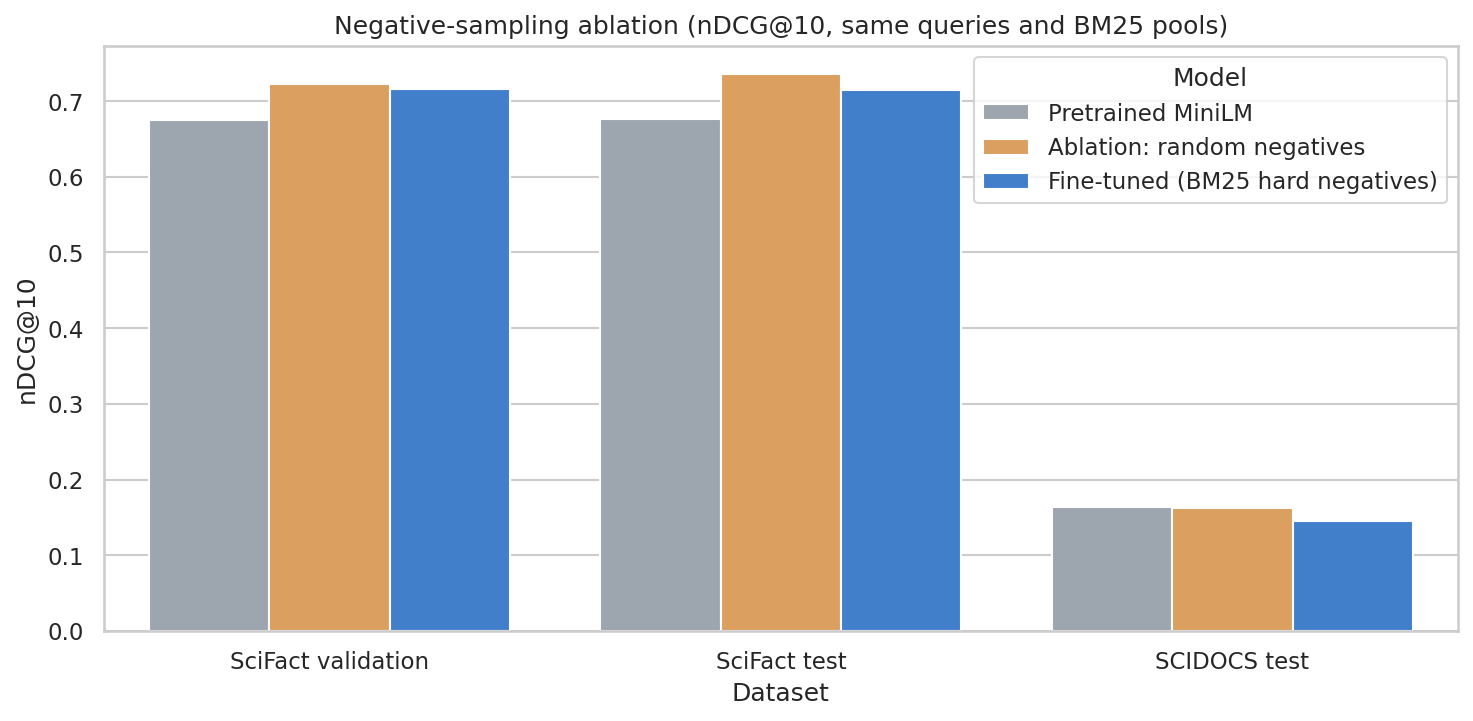 Negative-sampling ablation (nDCG@10, same queries and BM25 pools)
Model
Pretrained MiniLM
Ablation: random negatives
Fine-tuned (BM25 hard negatives)
nDCG@10
0.7
0.6
0.5
0.4
0.3
0.2
0.1
0.0
SciFact validation
SciFact test
SCIDOCS test
Dataset